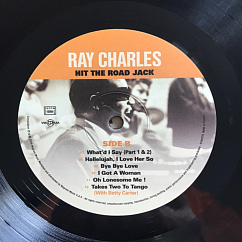 RAY CHARLES
HIT THE ROAD JACK
SIDE B
What'd I Say (Part 1 & 2)
Hallelujah, I Love Her So
Bye Bye Love
I Got A Woman
Oh Lonesome Me !
Takes Two To Tango
(With Betty Carter)